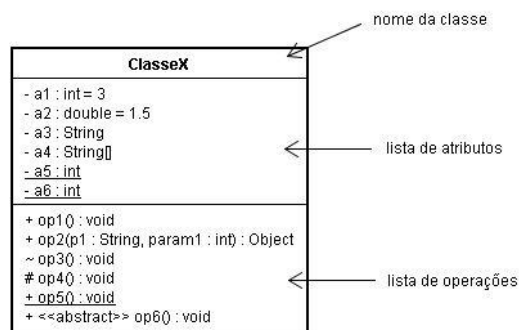 nome da classe
ClasseX
- a1 : int = 3
- a2 : double = 1.5
- a3 : String
- a4 : String[]
lista de atributos
- a5 : int
- a6 : int
+ op1() : void
+ op2(p1 : String, param1 : int) : Object
~ op3() : void
# op4() : void
lista de operações
+ op5() : void
+ <<abstract>> op6() : void